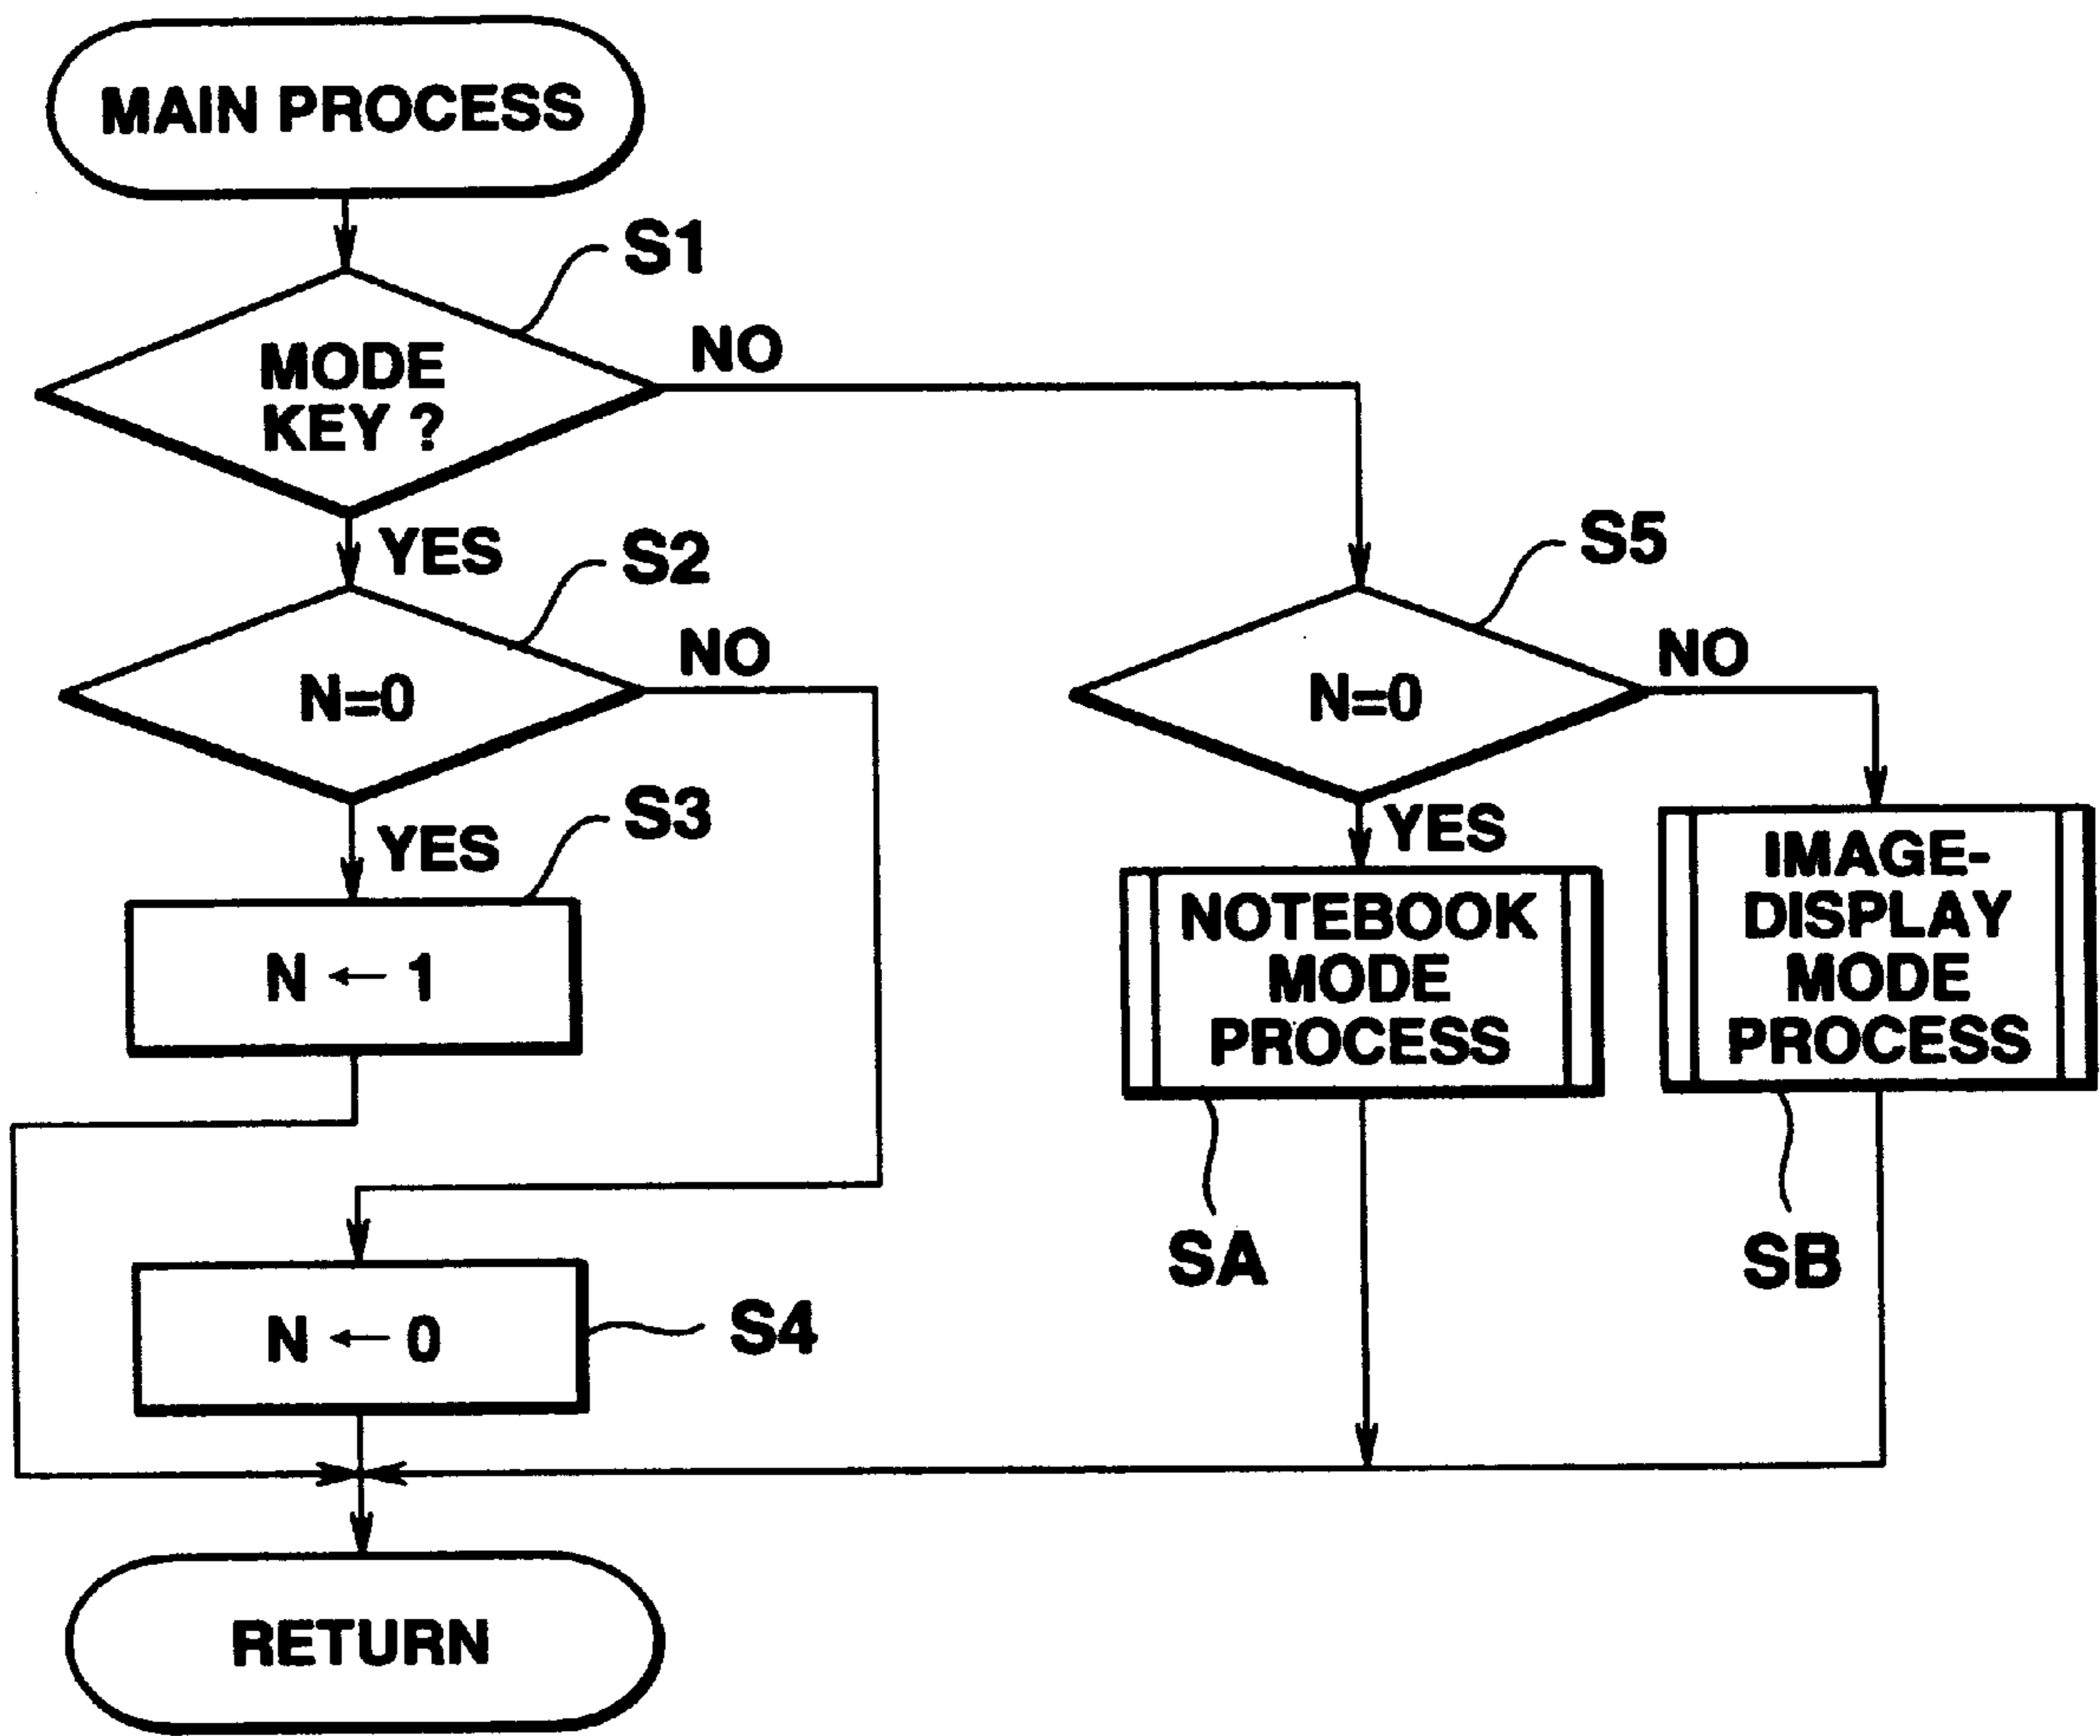 MAIN PROCESS
S1
MODE
KEY ?
NO
YES
S2
N=0
NO
YES
S3
N ← 1
N ← 0
S4
S5
N=0
NO
YES
NOTEBOOK
MODE
PROCESS
SA
IMAGE-
DISPLAY
MODE
PROCESS
SB
RETURN